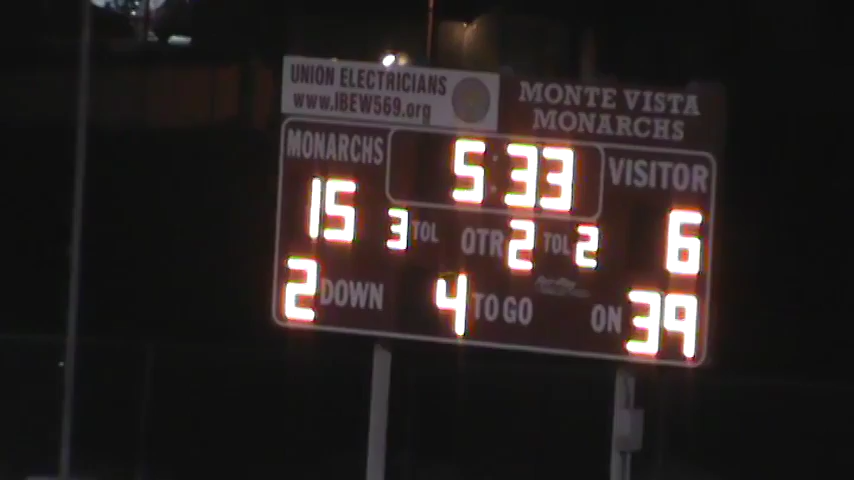 UNION ELECTRICIANS
www.IBEW569.org
MONTE VISTA
MONARCHS
MONARCHS 5:33 VISITOR
15 3 TOL QTR 2 TOL 2 6
2 DOWN 4 TO GO ON 39